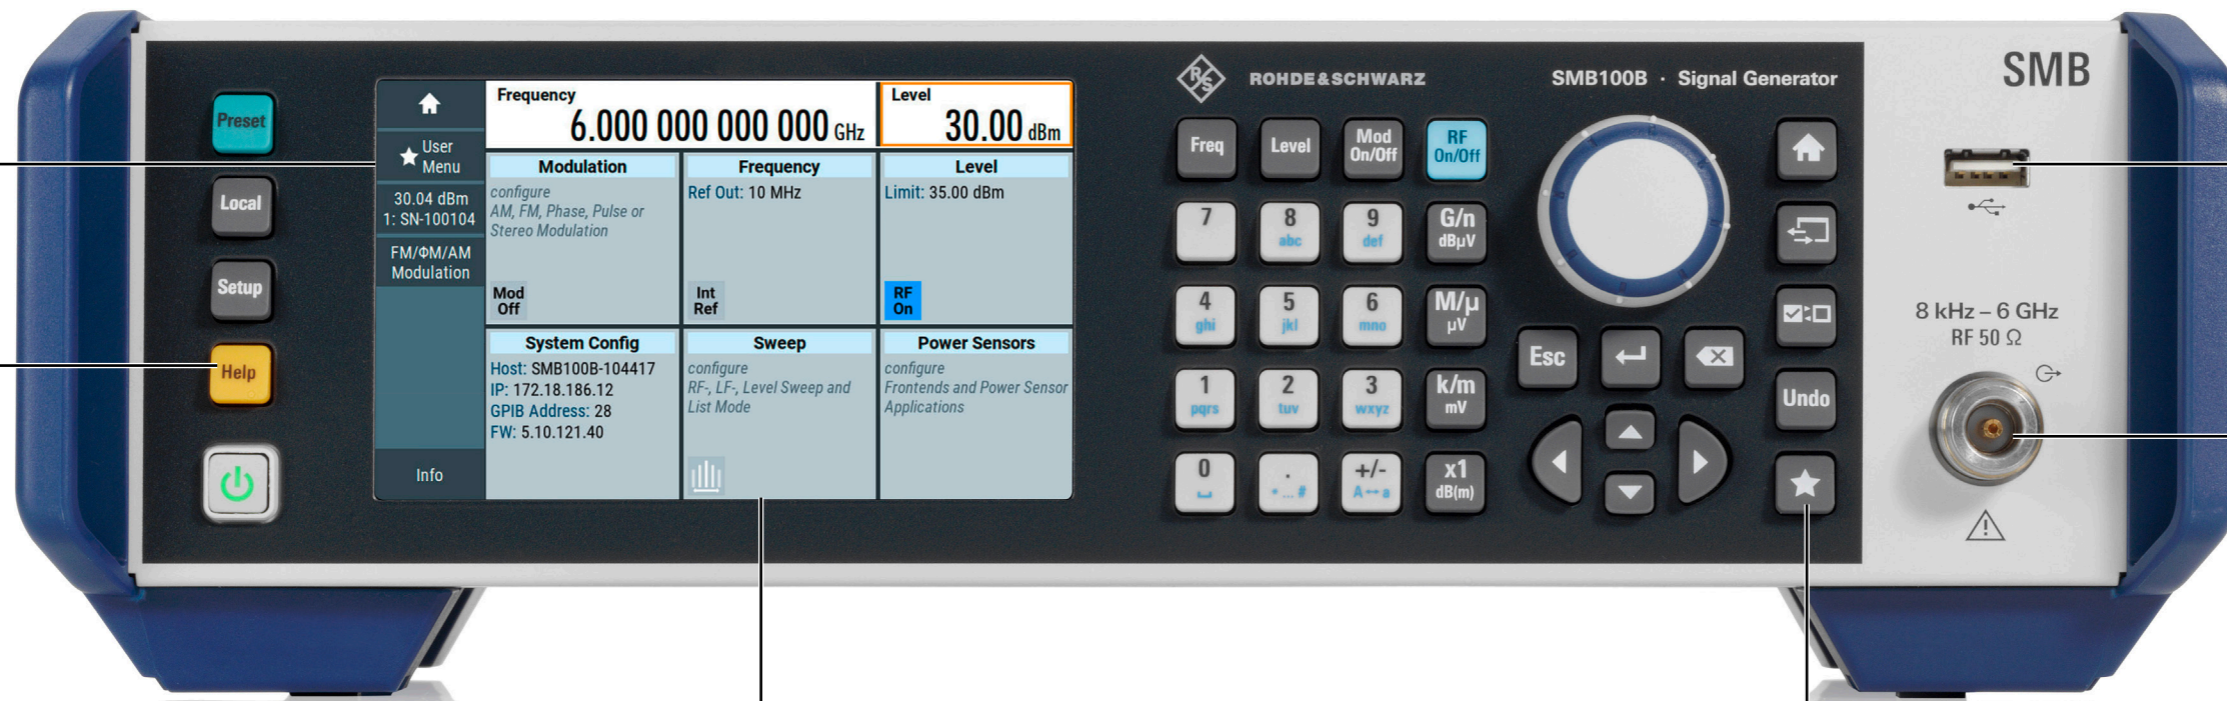 SMB
ROHDE&SCHWARZ
SMB100B · Signal Generator
Preset
Local
Setup
Help
User
Menu
30.04 dBm
1: SN-100104
FM/ΦM/AM
Modulation
Info
Frequency
6.000 000 000 000 GHz
Level
30.00 dBm
Modulation
configure
AM, FM, Phase, Pulse or
Stereo Modulation
Mod
Off
Frequency
Ref Out: 10 MHz
Int
Ref
Level
Limit: 35.00 dBm
RF
On
System Config
Host: SMB100B-104417
IP: 172.18.186.12
GPIB Address: 28
FW: 5.10.121.40
Sweep
configure
RF-, LF-, Level Sweep and
List Mode
Power Sensors
configure
Frontends and Power Sensor
Applications
Freq
Level
Mod
On/Off
RF
On/Off
7
8
abc
9
def
G/n
dBµV
4
ghi
5
jkl
6
mno
M/µ
µV
1
pqrs
2
tuv
3
wxyz
k/m
mV
0
.
* ... #
+/-
A↔a
x1
dB(m)
Esc
Undo
8 kHz – 6 GHz
RF 50 Ω